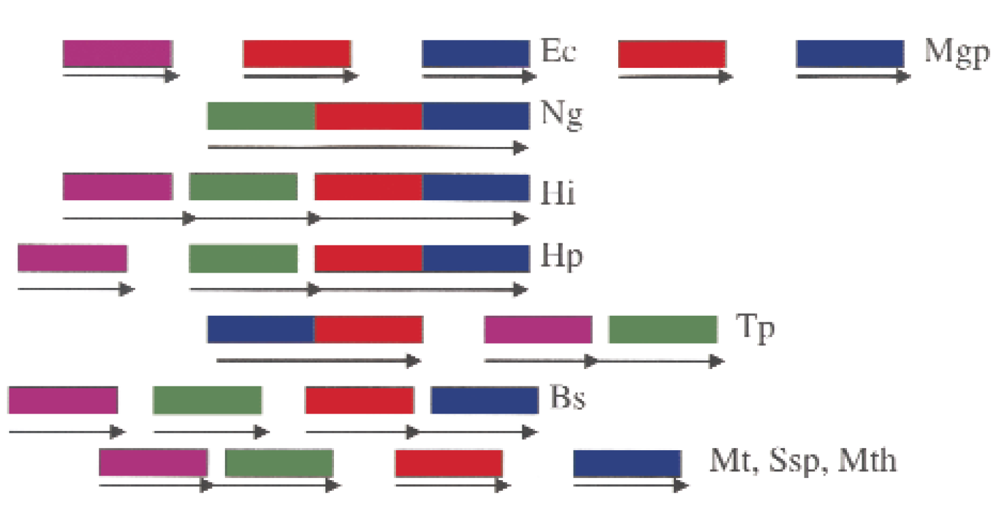 Ec Mgp
Ng
Hi
Hp
Tp
Bs
Mt, Ssp, Mth